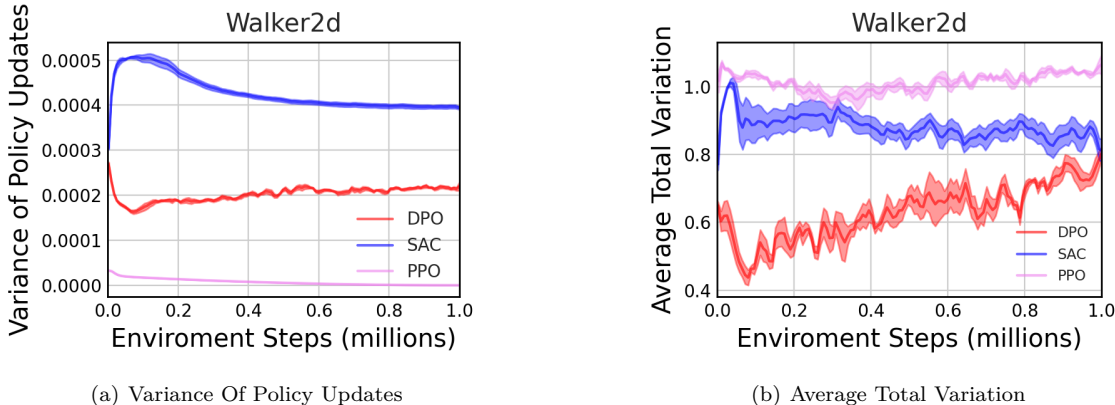 Walker2d
Variance of Policy Updates
0.0005
0.0004
0.0003
0.0002
0.0001
0.0000
DPO
SAC
PPO
0.0 0.2 0.4 0.6 0.8 1.0
Enviroment Steps (millions)
(a) Variance Of Policy Updates
Walker2d
Average Total Variation
1.0
0.8
0.6
0.4
DPO
SAC
PPO
0.0 0.2 0.4 0.6 0.8 1.0
Enviroment Steps (millions)
(b) Average Total Variation